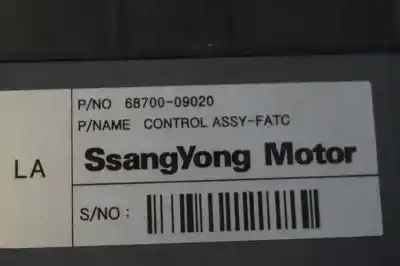 P/NO 68700-09020
P/NAME CONTROL ASSY-FATC
LA
SsangYong Motor
S/NO :